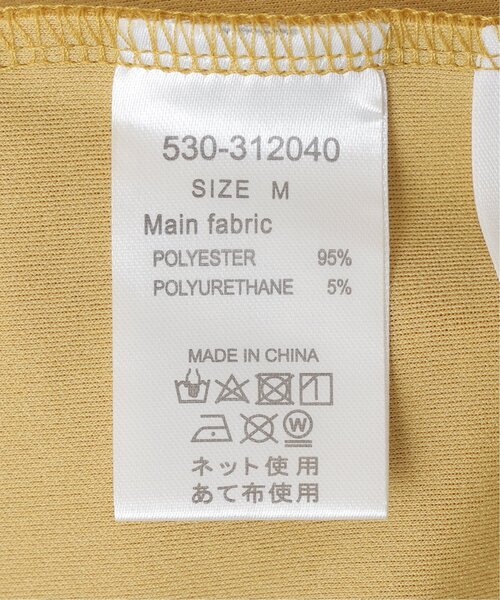 530-312040
SIZE M
Main fabric
POLYESTER 95%
POLYURETHANE 5%
MADE IN CHINA
W
ネット使用
あて布使用